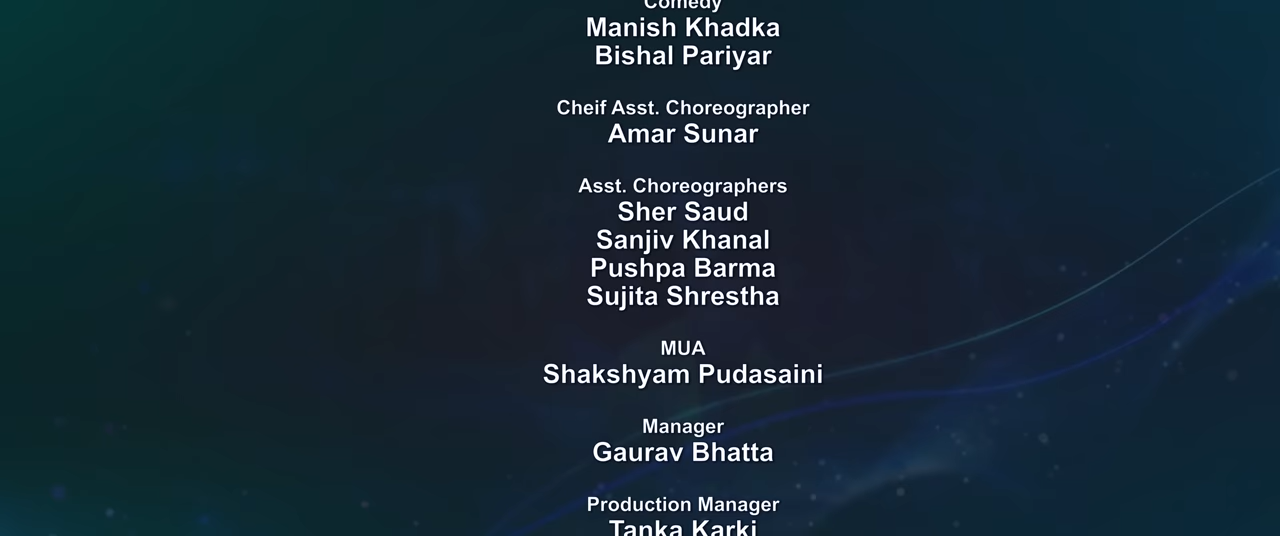 Comedy
Manish Khadka
Bishal Pariyar
Cheif Asst. Choreographer
Amar Sunar
Asst. Choreographers
Sher Saud
Sanjiv Khanal
Pushpa Barma
Sujita Shrestha
MUA
Shakshyam Pudasaini
Manager
Gaurav Bhatta
Production Manager
Tanka Karki